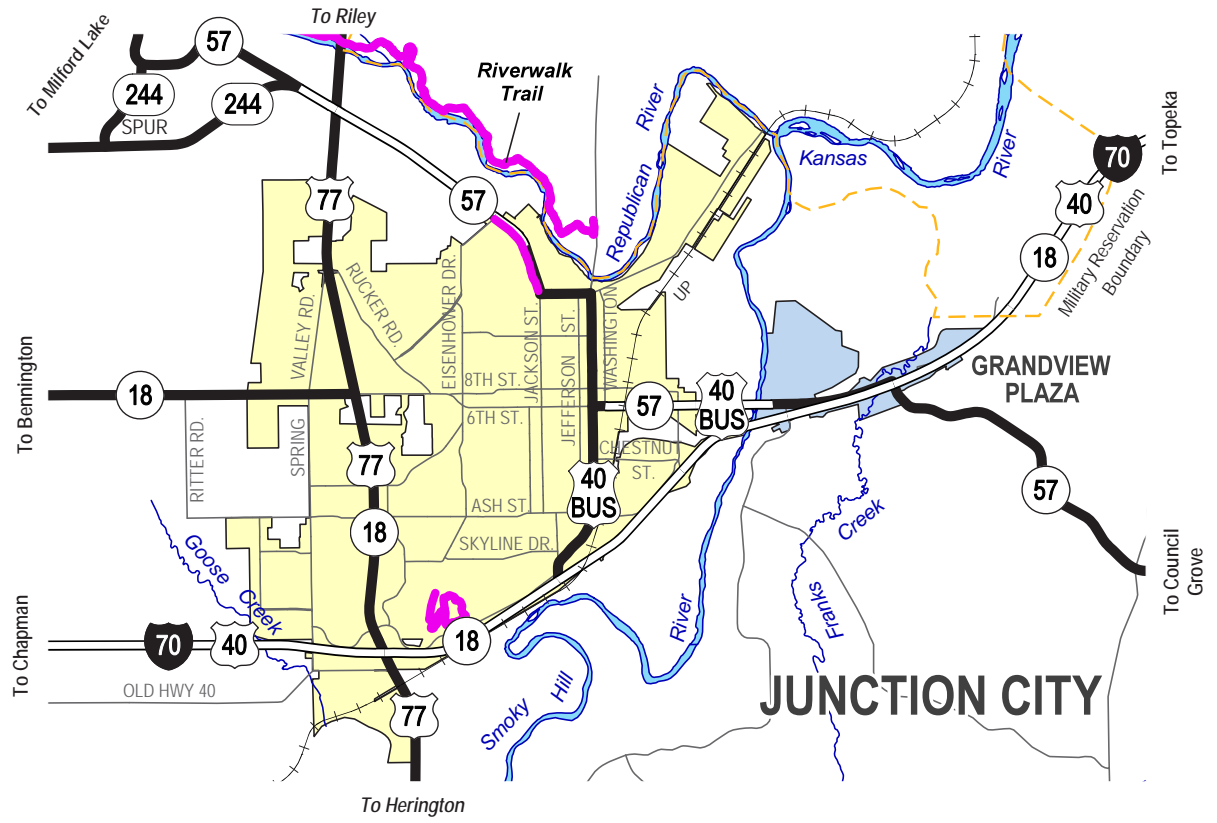 To Riley
57
To Milford Lake
244
SPUR
244
Riverwalk
Trail
Republican
River
Kansas
River
70
To Topeka
40
18
Military Reservation
Boundary
77
57
RUCKER RD.
VALLEY RD.
EISENHOWER DR.
JACKSON ST.
JEFFERSON ST.
WASHINGTON
UP
8TH ST.
To Bennington
18
6TH ST.
57
40
BUS
GRANDVIEW
PLAZA
RITTER RD.
SPRING
77
CHESTNUT
ST.
40
BUS
57
ASH ST.
18
SKYLINE DR.
Goose
Creek
Franks
Creek
To Council
Grove
To Chapman
70
40
18
River
Smoky
Hill
OLD HWY 40
77
JUNCTION CITY
To Herington